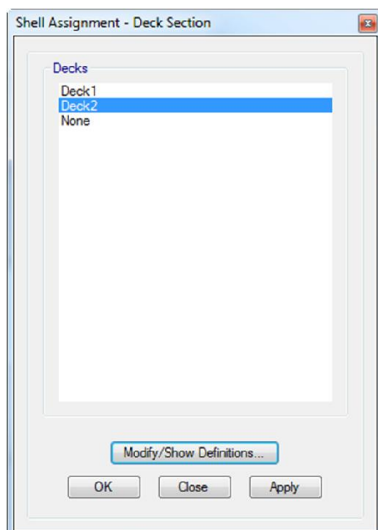 Shell Assignment - Deck Section
Decks
Deck1
Deck2
None
Modify/Show Definitions...
OK Close Apply